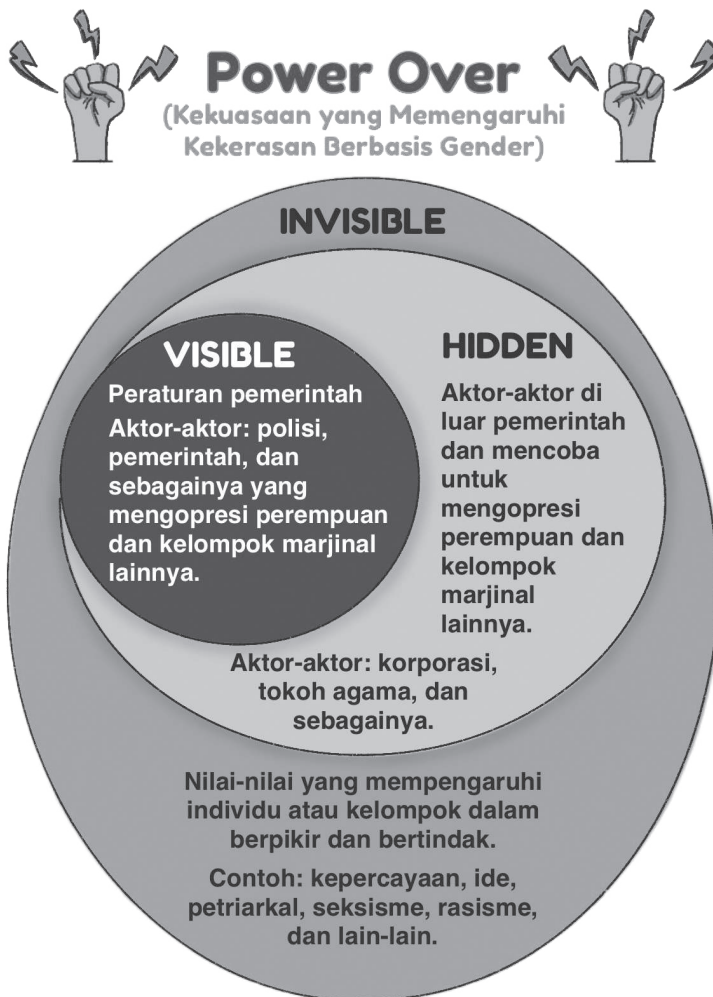 Power Over
(Kekuasaan yang Memengaruhi
Kekerasan Berbasis Gender)
INVISIBLE
VISIBLE
Peraturan pemerintah
Aktor-aktor: polisi,
pemerintah, dan
sebagainya yang
mengopresi perempuan
dan kelompok marjinal
lainnya.
HIDDEN
Aktor-aktor di
luar pemerintah
dan mencoba
untuk
mengopresi
perempuan dan
kelompok
marjinal
lainnya.
Aktor-aktor: korporasi,
tokoh agama, dan
sebagainya.
Nilai-nilai yang mempengaruhi
individu atau kelompok dalam
berpikir dan bertindak.
Contoh: kepercayaan, ide,
petriarkal, seksisme, rasisme,
dan lain-lain.